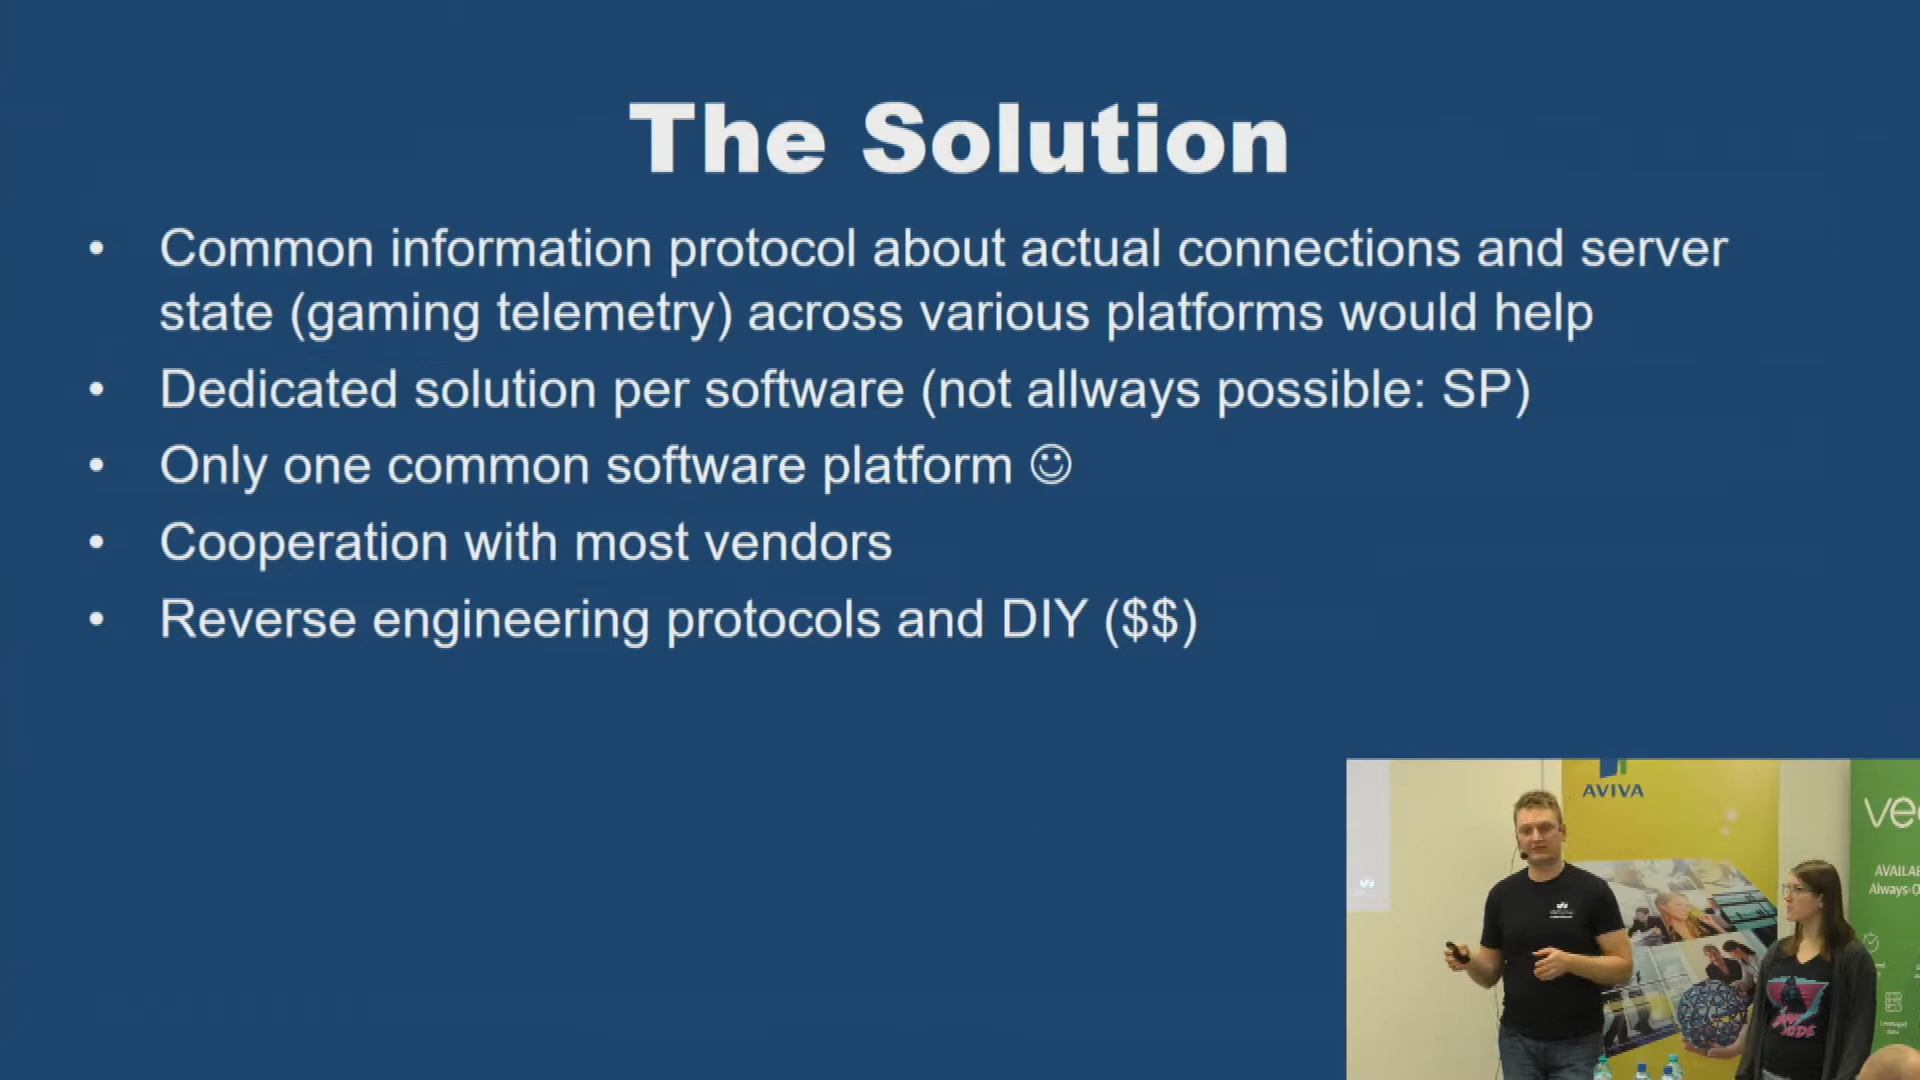 The Solution
• Common information protocol about actual connections and server
state (gaming telemetry) across various platforms would help
• Dedicated solution per software (not allways possible: SP)
• Only one common software platform ☺
• Cooperation with most vendors
• Reverse engineering protocols and DIY ($$)
AVIVA